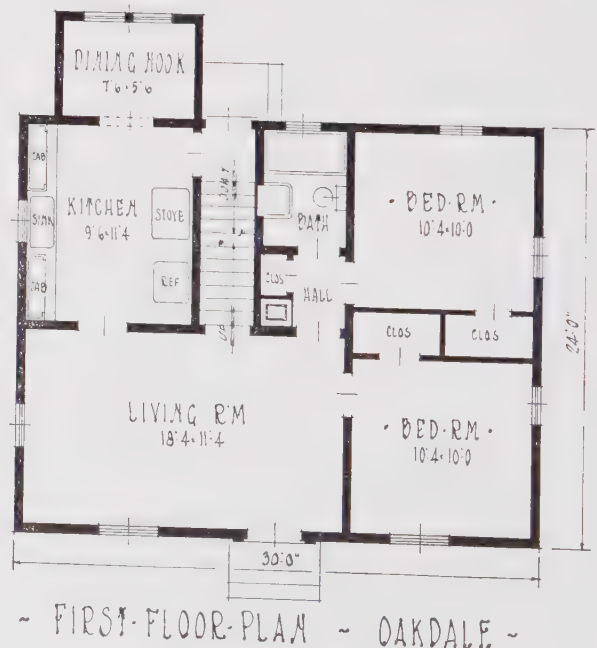 DINING NOOK
7'6×5'6
CAB
SINK
CAB
KITCHEN
9'6×11'4
STOVE
REF
DOWN
UP
BATH
CLOS
HALL
BED·RM·
10'4×10'0
CLOS
CLOS
24'0"
LIVING R'M
18'4×11'4
· BED·RM ·
10'4×10'0
30'0"
~ FIRST·FLOOR·PLAN ~ OAKDALE ~